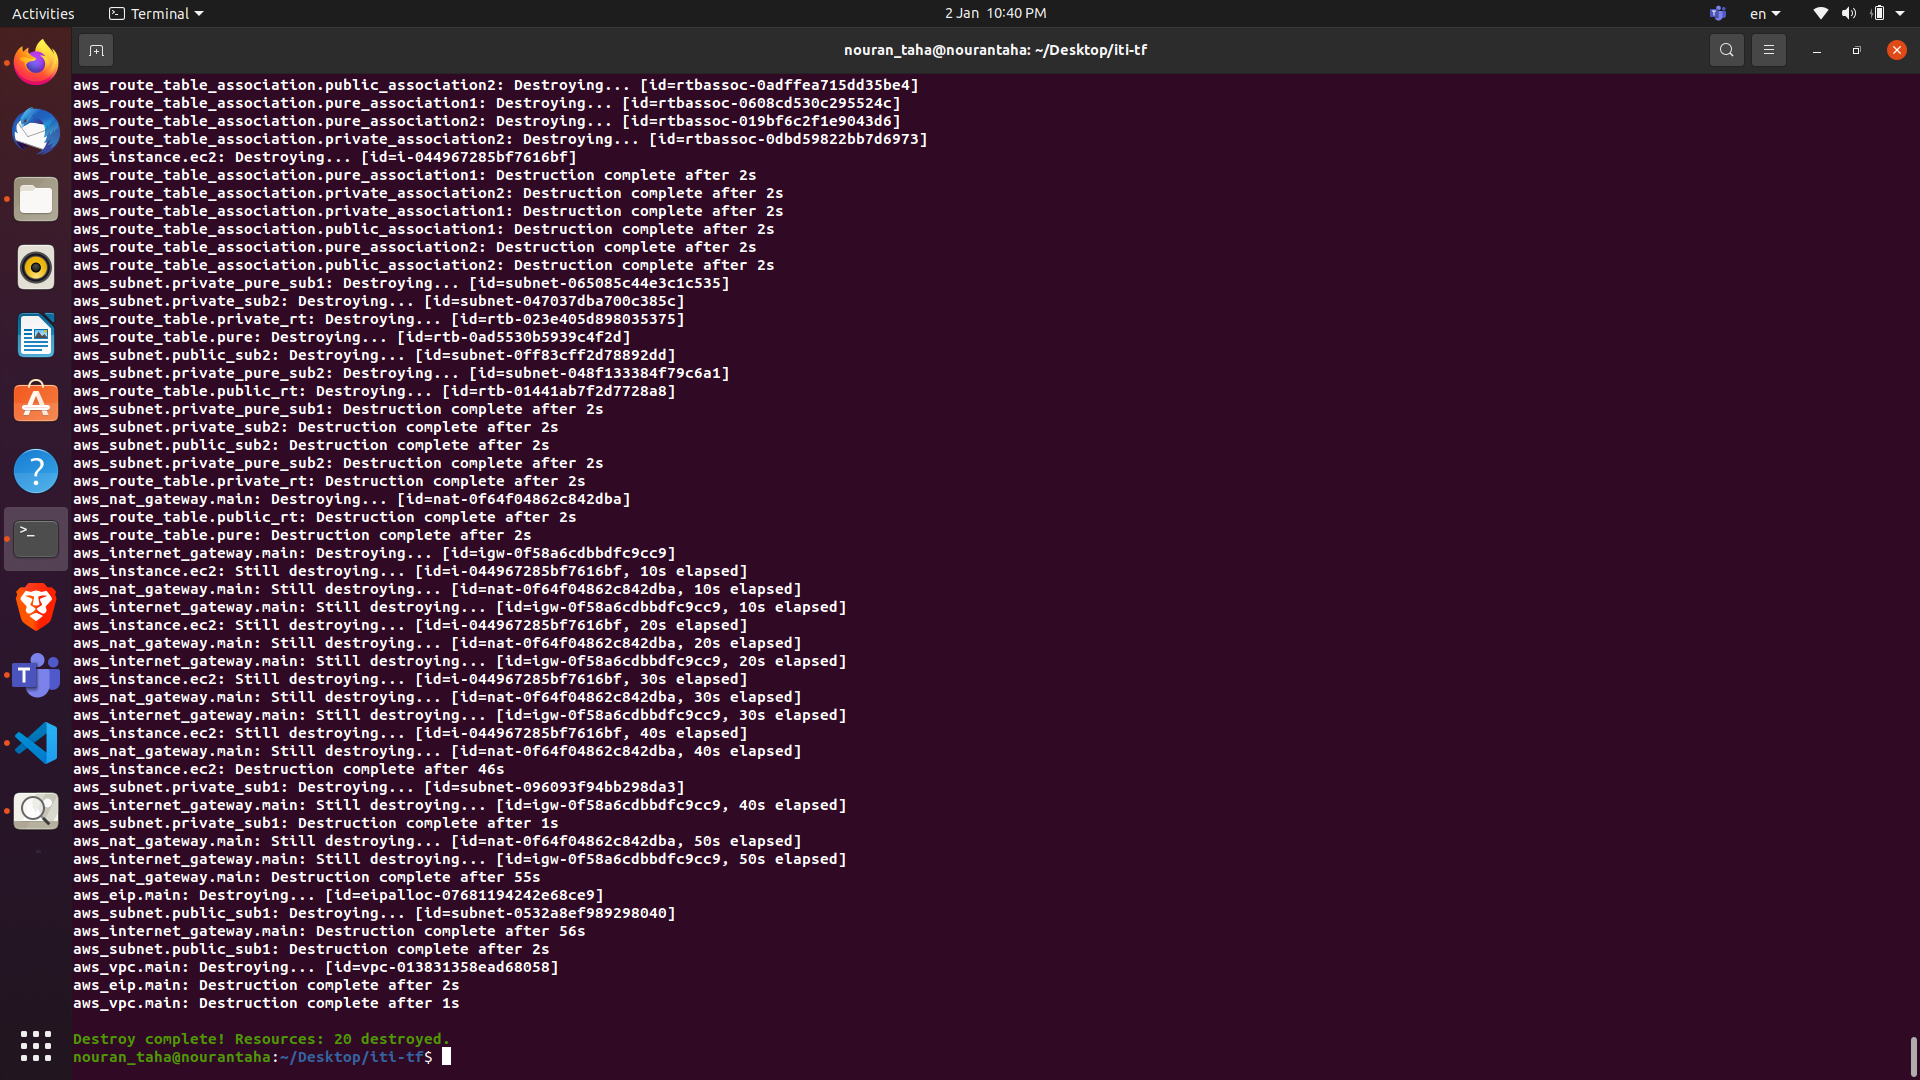 Activities
Terminal
2 Jan 10:40 PM
en
nouran_taha@nourantaha: ~/Desktop/iti-tf
aws_route_table_association.public_association2: Destroying... [id=rtbassoc-0adffea715dd35be4]
aws_route_table_association.pure_association1: Destroying... [id=rtbassoc-0608cd530c295524c]
aws_route_table_association.pure_association2: Destroying... [id=rtbassoc-019bf6c2f1e9043d6]
aws_route_table_association.private_association2: Destroying... [id=rtbassoc-0dbd59822bb7d6973]
aws_instance.ec2: Destroying... [id=i-044967285bf7616bf]
aws_route_table_association.pure_association1: Destruction complete after 2s
aws_route_table_association.private_association2: Destruction complete after 2s
aws_route_table_association.private_association1: Destruction complete after 2s
aws_route_table_association.public_association1: Destruction complete after 2s
aws_route_table_association.pure_association2: Destruction complete after 2s
aws_route_table_association.public_association2: Destruction complete after 2s
aws_subnet.private_pure_sub1: Destroying... [id=subnet-065085c44e3c1c535]
aws_subnet.private_sub2: Destroying... [id=subnet-047037dba700c385c]
aws_route_table.private_rt: Destroying... [id=rtb-023e405d898035375]
aws_route_table.pure: Destroying... [id=rtb-0ad5530b5939c4f2d]
aws_subnet.public_sub2: Destroying... [id=subnet-0ff83cff2d78892dd]
aws_subnet.private_pure_sub2: Destroying... [id=subnet-048f133384f79c6a1]
aws_route_table.public_rt: Destroying... [id=rtb-01441ab7f2d7728a8]
aws_subnet.private_pure_sub1: Destruction complete after 2s
aws_subnet.private_sub2: Destruction complete after 2s
aws_subnet.public_sub2: Destruction complete after 2s
aws_subnet.private_pure_sub2: Destruction complete after 2s
aws_route_table.private_rt: Destruction complete after 2s
aws_nat_gateway.main: Destroying... [id=nat-0f64f04862c842dba]
aws_route_table.public_rt: Destruction complete after 2s
aws_route_table.pure: Destruction complete after 2s
aws_internet_gateway.main: Destroying... [id=igw-0f58a6cdbbdfc9cc9]
aws_instance.ec2: Still destroying... [id=i-044967285bf7616bf, 10s elapsed]
aws_nat_gateway.main: Still destroying... [id=nat-0f64f04862c842dba, 10s elapsed]
aws_internet_gateway.main: Still destroying... [id=igw-0f58a6cdbbdfc9cc9, 10s elapsed]
aws_instance.ec2: Still destroying... [id=i-044967285bf7616bf, 20s elapsed]
aws_nat_gateway.main: Still destroying... [id=nat-0f64f04862c842dba, 20s elapsed]
aws_internet_gateway.main: Still destroying... [id=igw-0f58a6cdbbdfc9cc9, 20s elapsed]
aws_instance.ec2: Still destroying... [id=i-044967285bf7616bf, 30s elapsed]
aws_nat_gateway.main: Still destroying... [id=nat-0f64f04862c842dba, 30s elapsed]
aws_internet_gateway.main: Still destroying... [id=igw-0f58a6cdbbdfc9cc9, 30s elapsed]
aws_instance.ec2: Still destroying... [id=i-044967285bf7616bf, 40s elapsed]
aws_nat_gateway.main: Still destroying... [id=nat-0f64f04862c842dba, 40s elapsed]
aws_instance.ec2: Destruction complete after 46s
aws_subnet.private_sub1: Destroying... [id=subnet-096093f94bb298da3]
aws_internet_gateway.main: Still destroying... [id=igw-0f58a6cdbbdfc9cc9, 40s elapsed]
aws_subnet.private_sub1: Destruction complete after 1s
aws_nat_gateway.main: Still destroying... [id=nat-0f64f04862c842dba, 50s elapsed]
aws_internet_gateway.main: Still destroying... [id=igw-0f58a6cdbbdfc9cc9, 50s elapsed]
aws_nat_gateway.main: Destruction complete after 55s
aws_eip.main: Destroying... [id=eipalloc-07681194242e68ce9]
aws_subnet.public_sub1: Destroying... [id=subnet-0532a8ef989298040]
aws_internet_gateway.main: Destruction complete after 56s
aws_subnet.public_sub1: Destruction complete after 2s
aws_vpc.main: Destroying... [id=vpc-013831358ead68058]
aws_eip.main: Destruction complete after 2s
aws_vpc.main: Destruction complete after 1s
Destroy complete! Resources: 20 destroyed.
nouran_taha@nourantaha:~/Desktop/iti-tf$